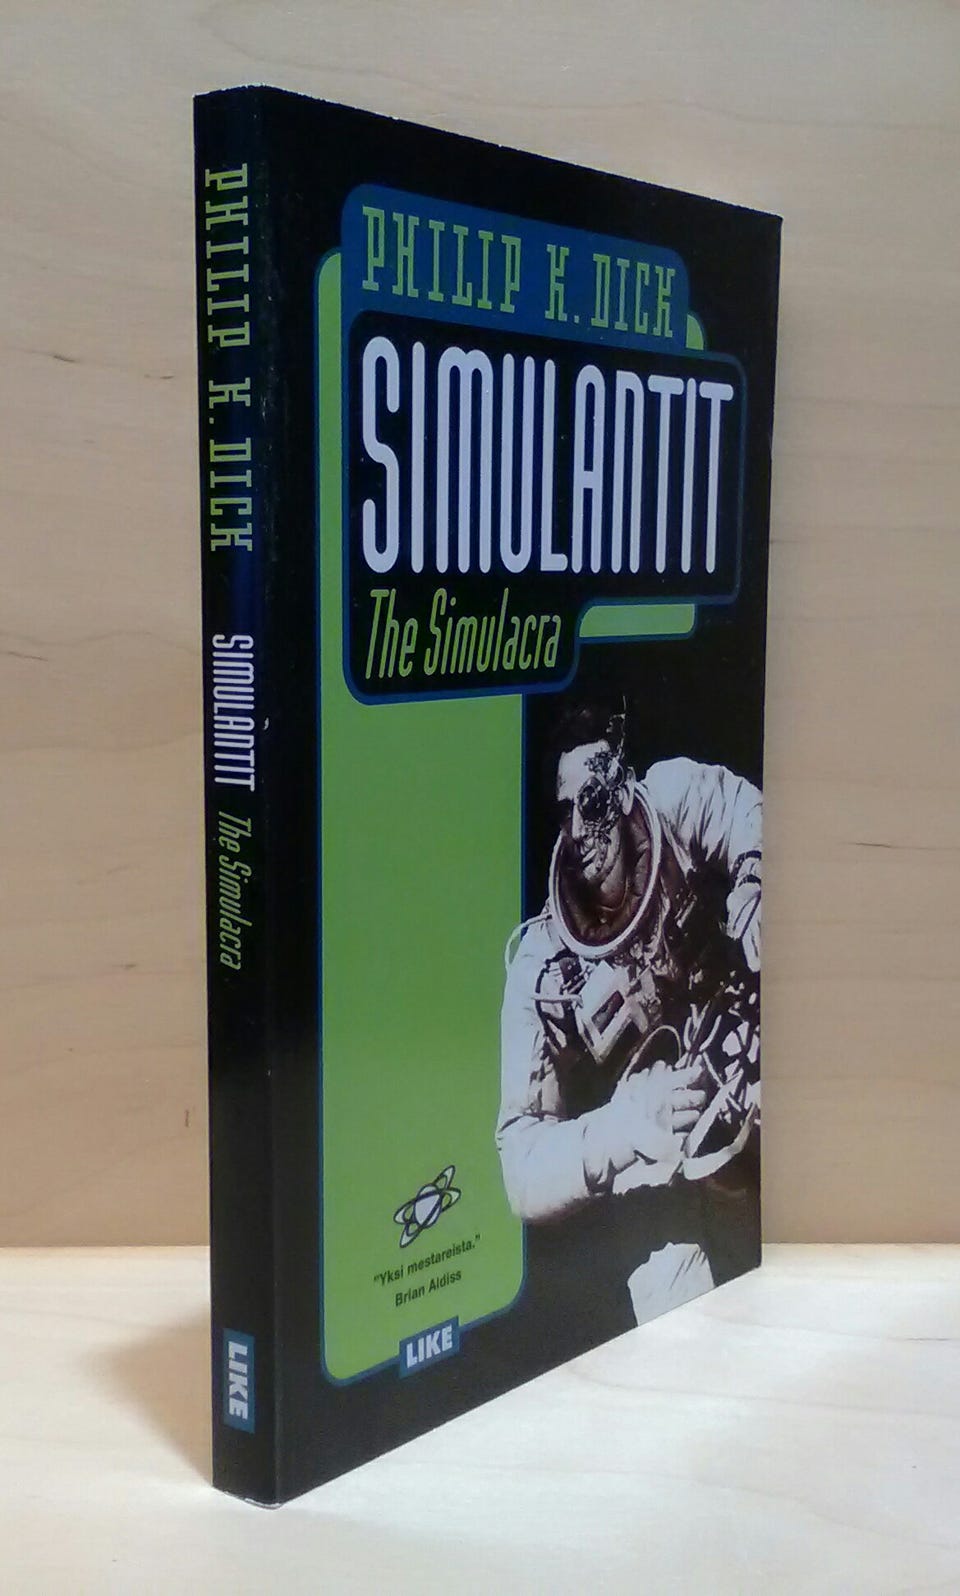 PHILIP K. DICK SIMULANTIT The Simulacra LIKE
PHILIP K. DICK
SIMULANTIT
The Simulacra
"Yksi mestareista."
Brian Aldiss
LIKE